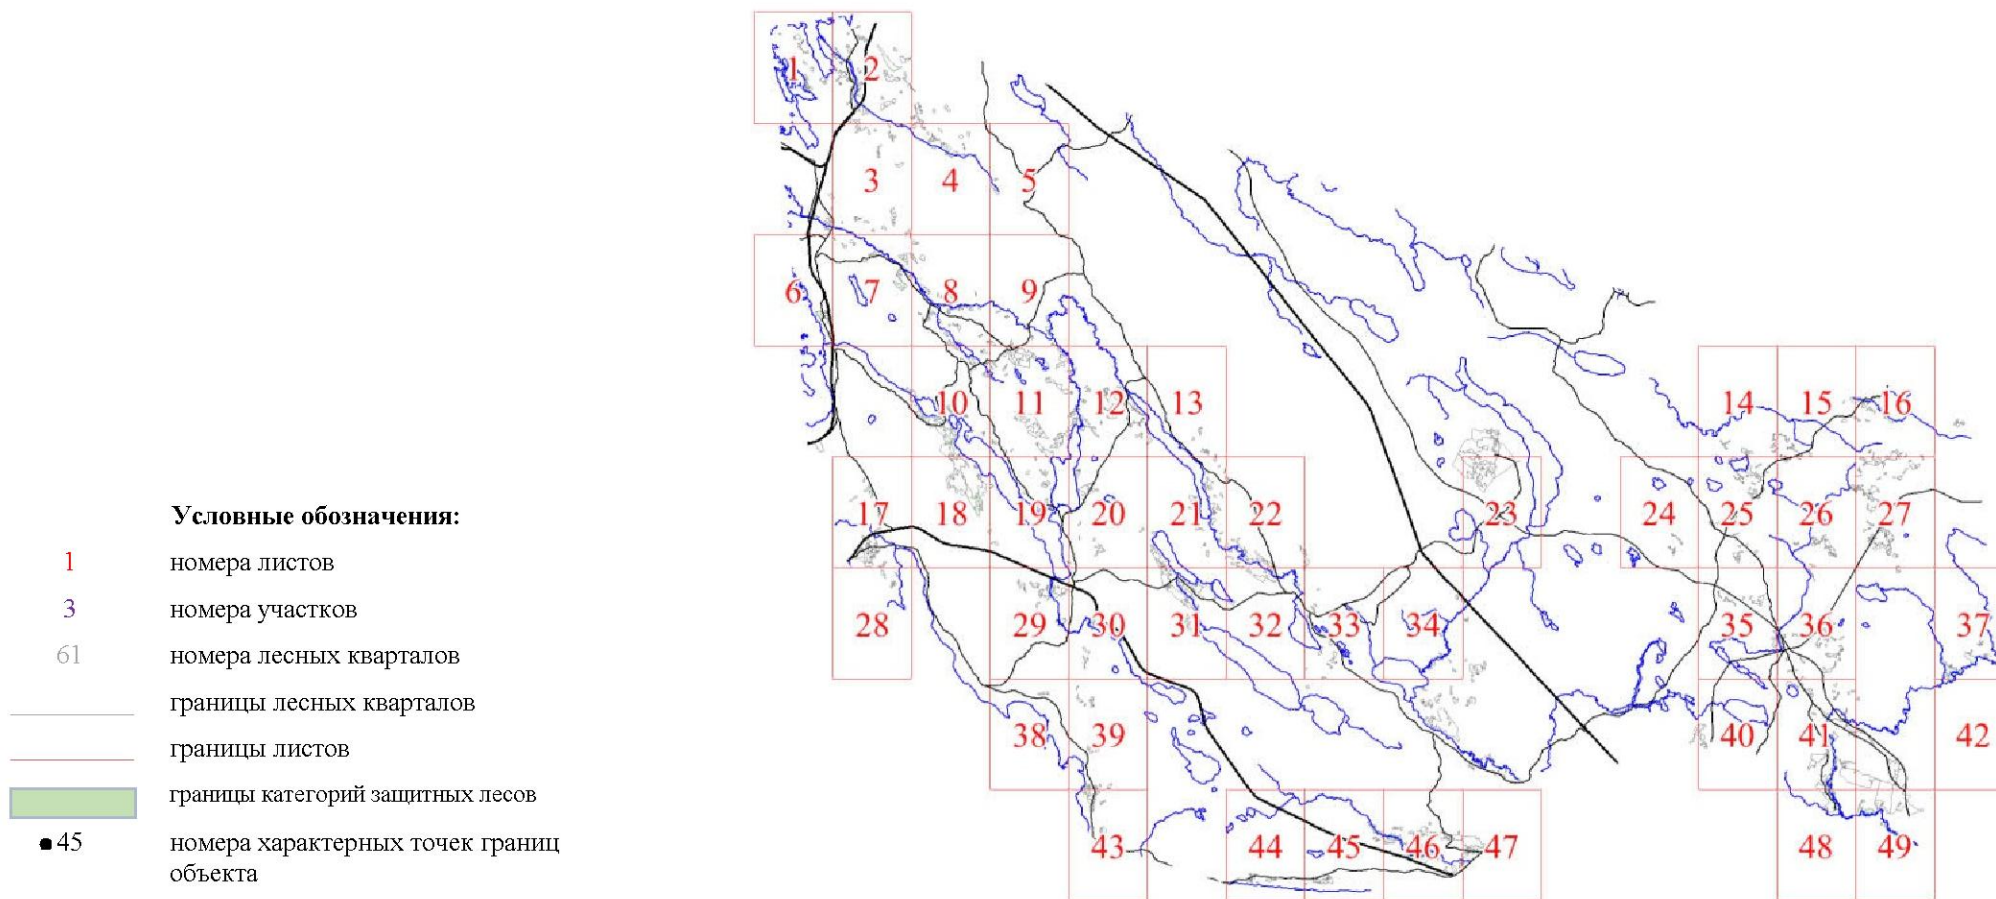 Условные обозначения:
1 номера листов
3 номера участков
61 номера лесных кварталов
границы лесных кварталов
границы листов
границы категорий защитных лесов
45 номера характерных точек границ
объекта
1 2
3 4 5
6 7 8 9
10 11 12 13 14 15 16
17 18 19 20 21 22 23 24 25 26 27
28 29 30 31 32 33 34 35 36 37
38 39 40 41 42
43 44 45 46 47 48 49